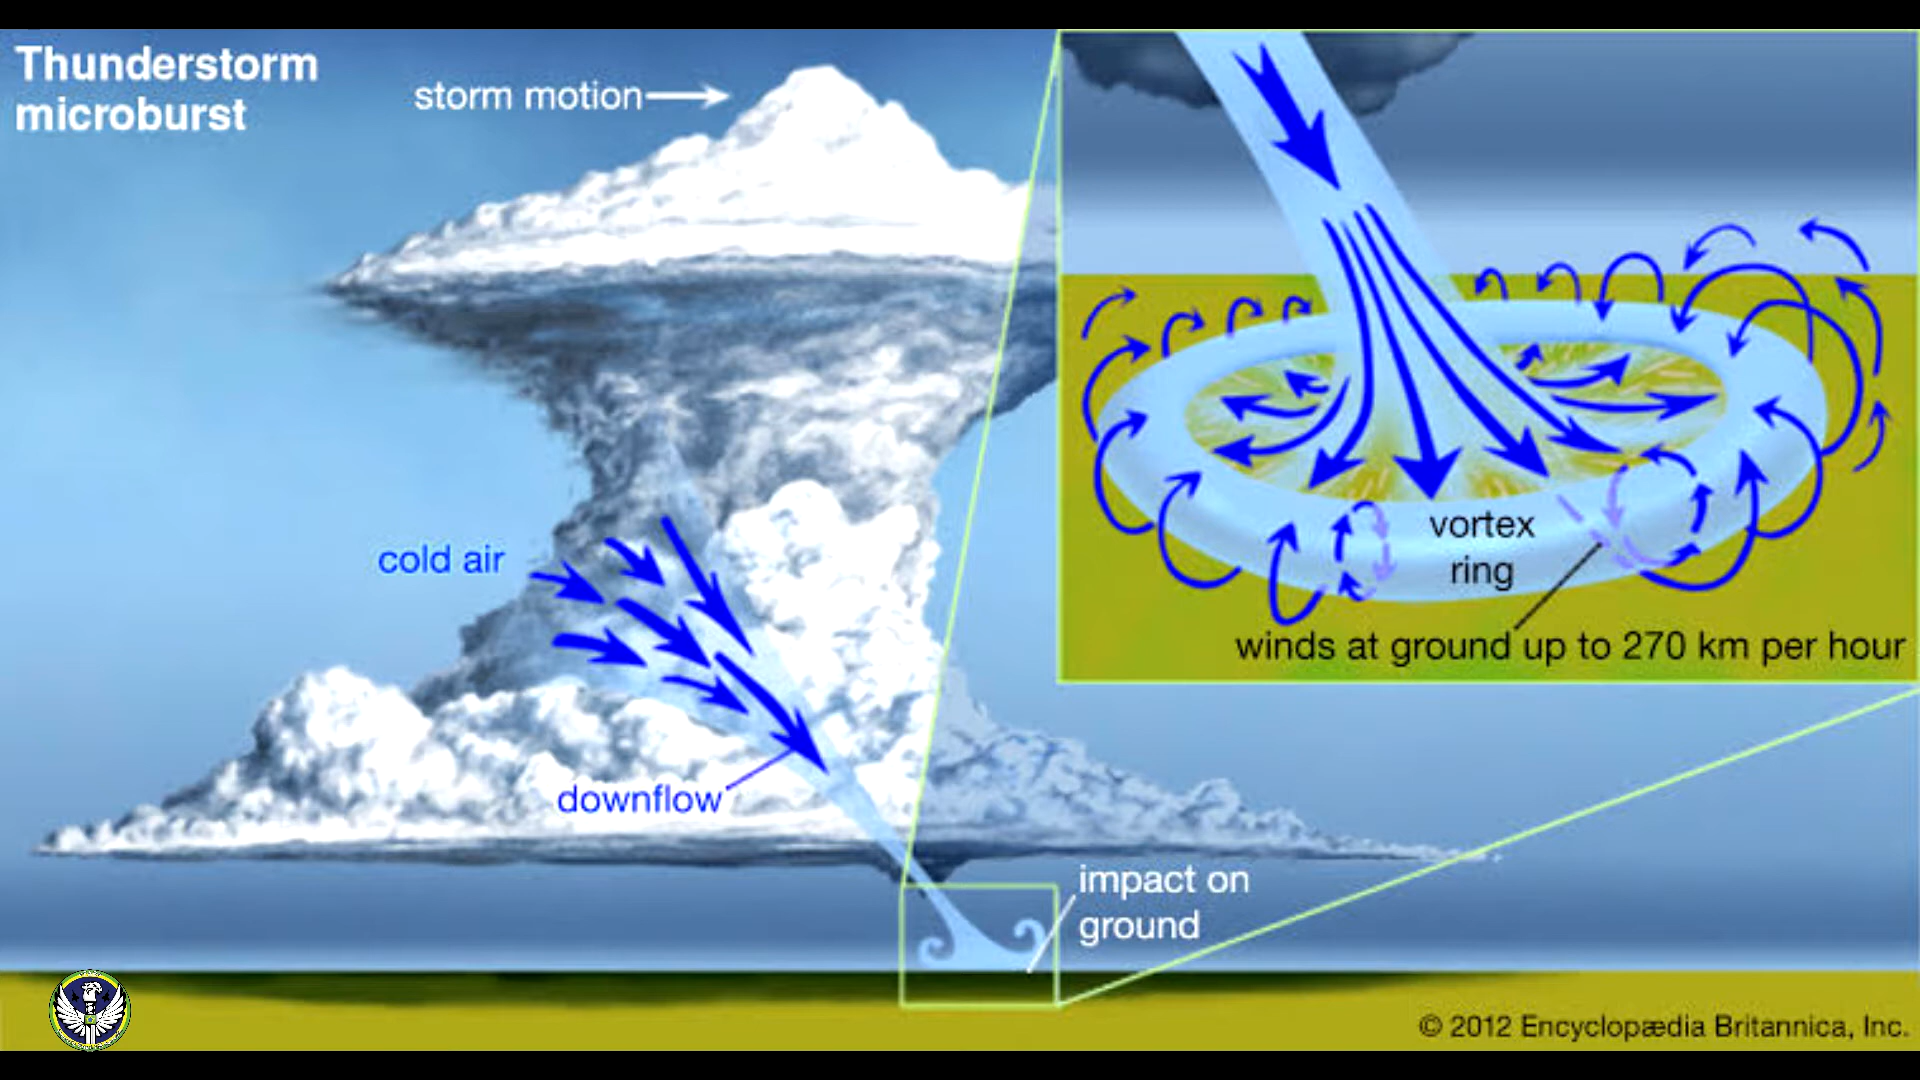 Thunderstorm
microburst
storm motion
cold air
downflow
impact on
ground
vortex
ring
winds at ground up to 270 km per hour
© 2012 Encyclopædia Britannica, Inc.